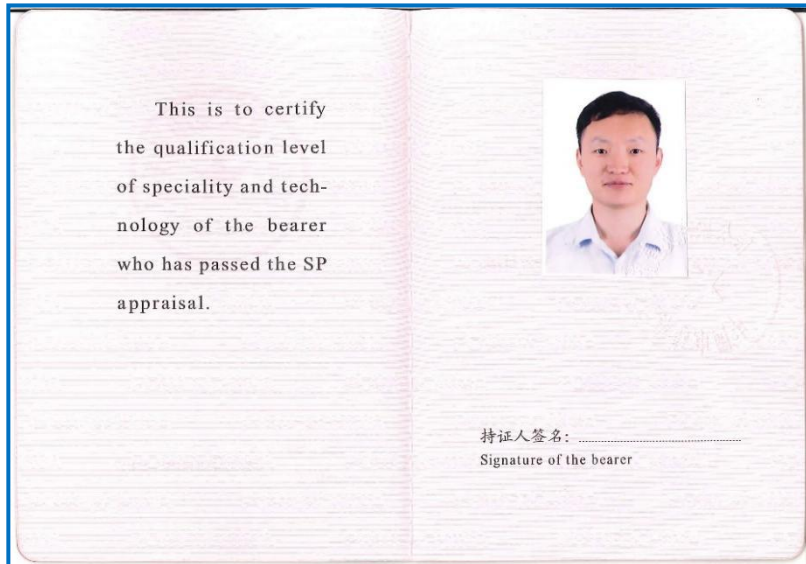 This is to certify
the qualification level
of speciality and tech-
nology of the bearer
who has passed the SP
appraisal.
持证人签名:
Signature of the bearer